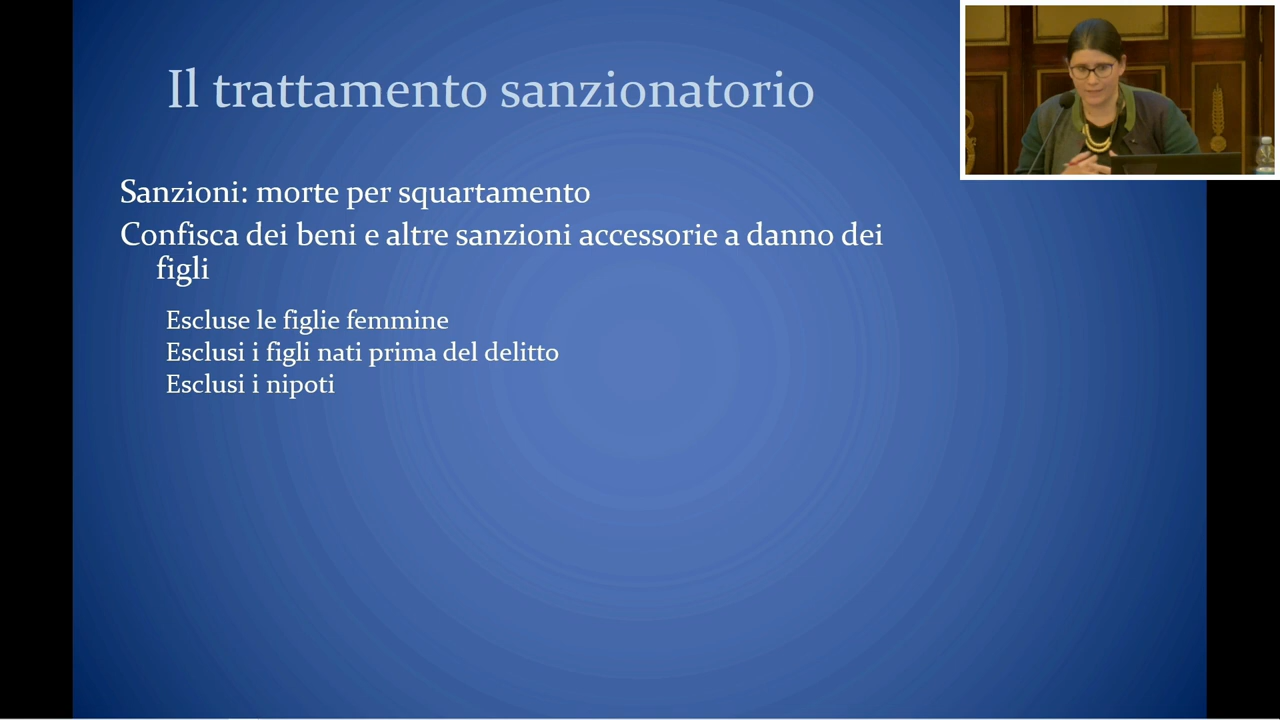 Il trattamento sanzionatorio
Sanzioni: morte per squartamento
Confisca dei beni e altre sanzioni accessorie a danno dei
figli
Escluse le figlie femmine
Esclusi i figli nati prima del delitto
Esclusi i nipoti